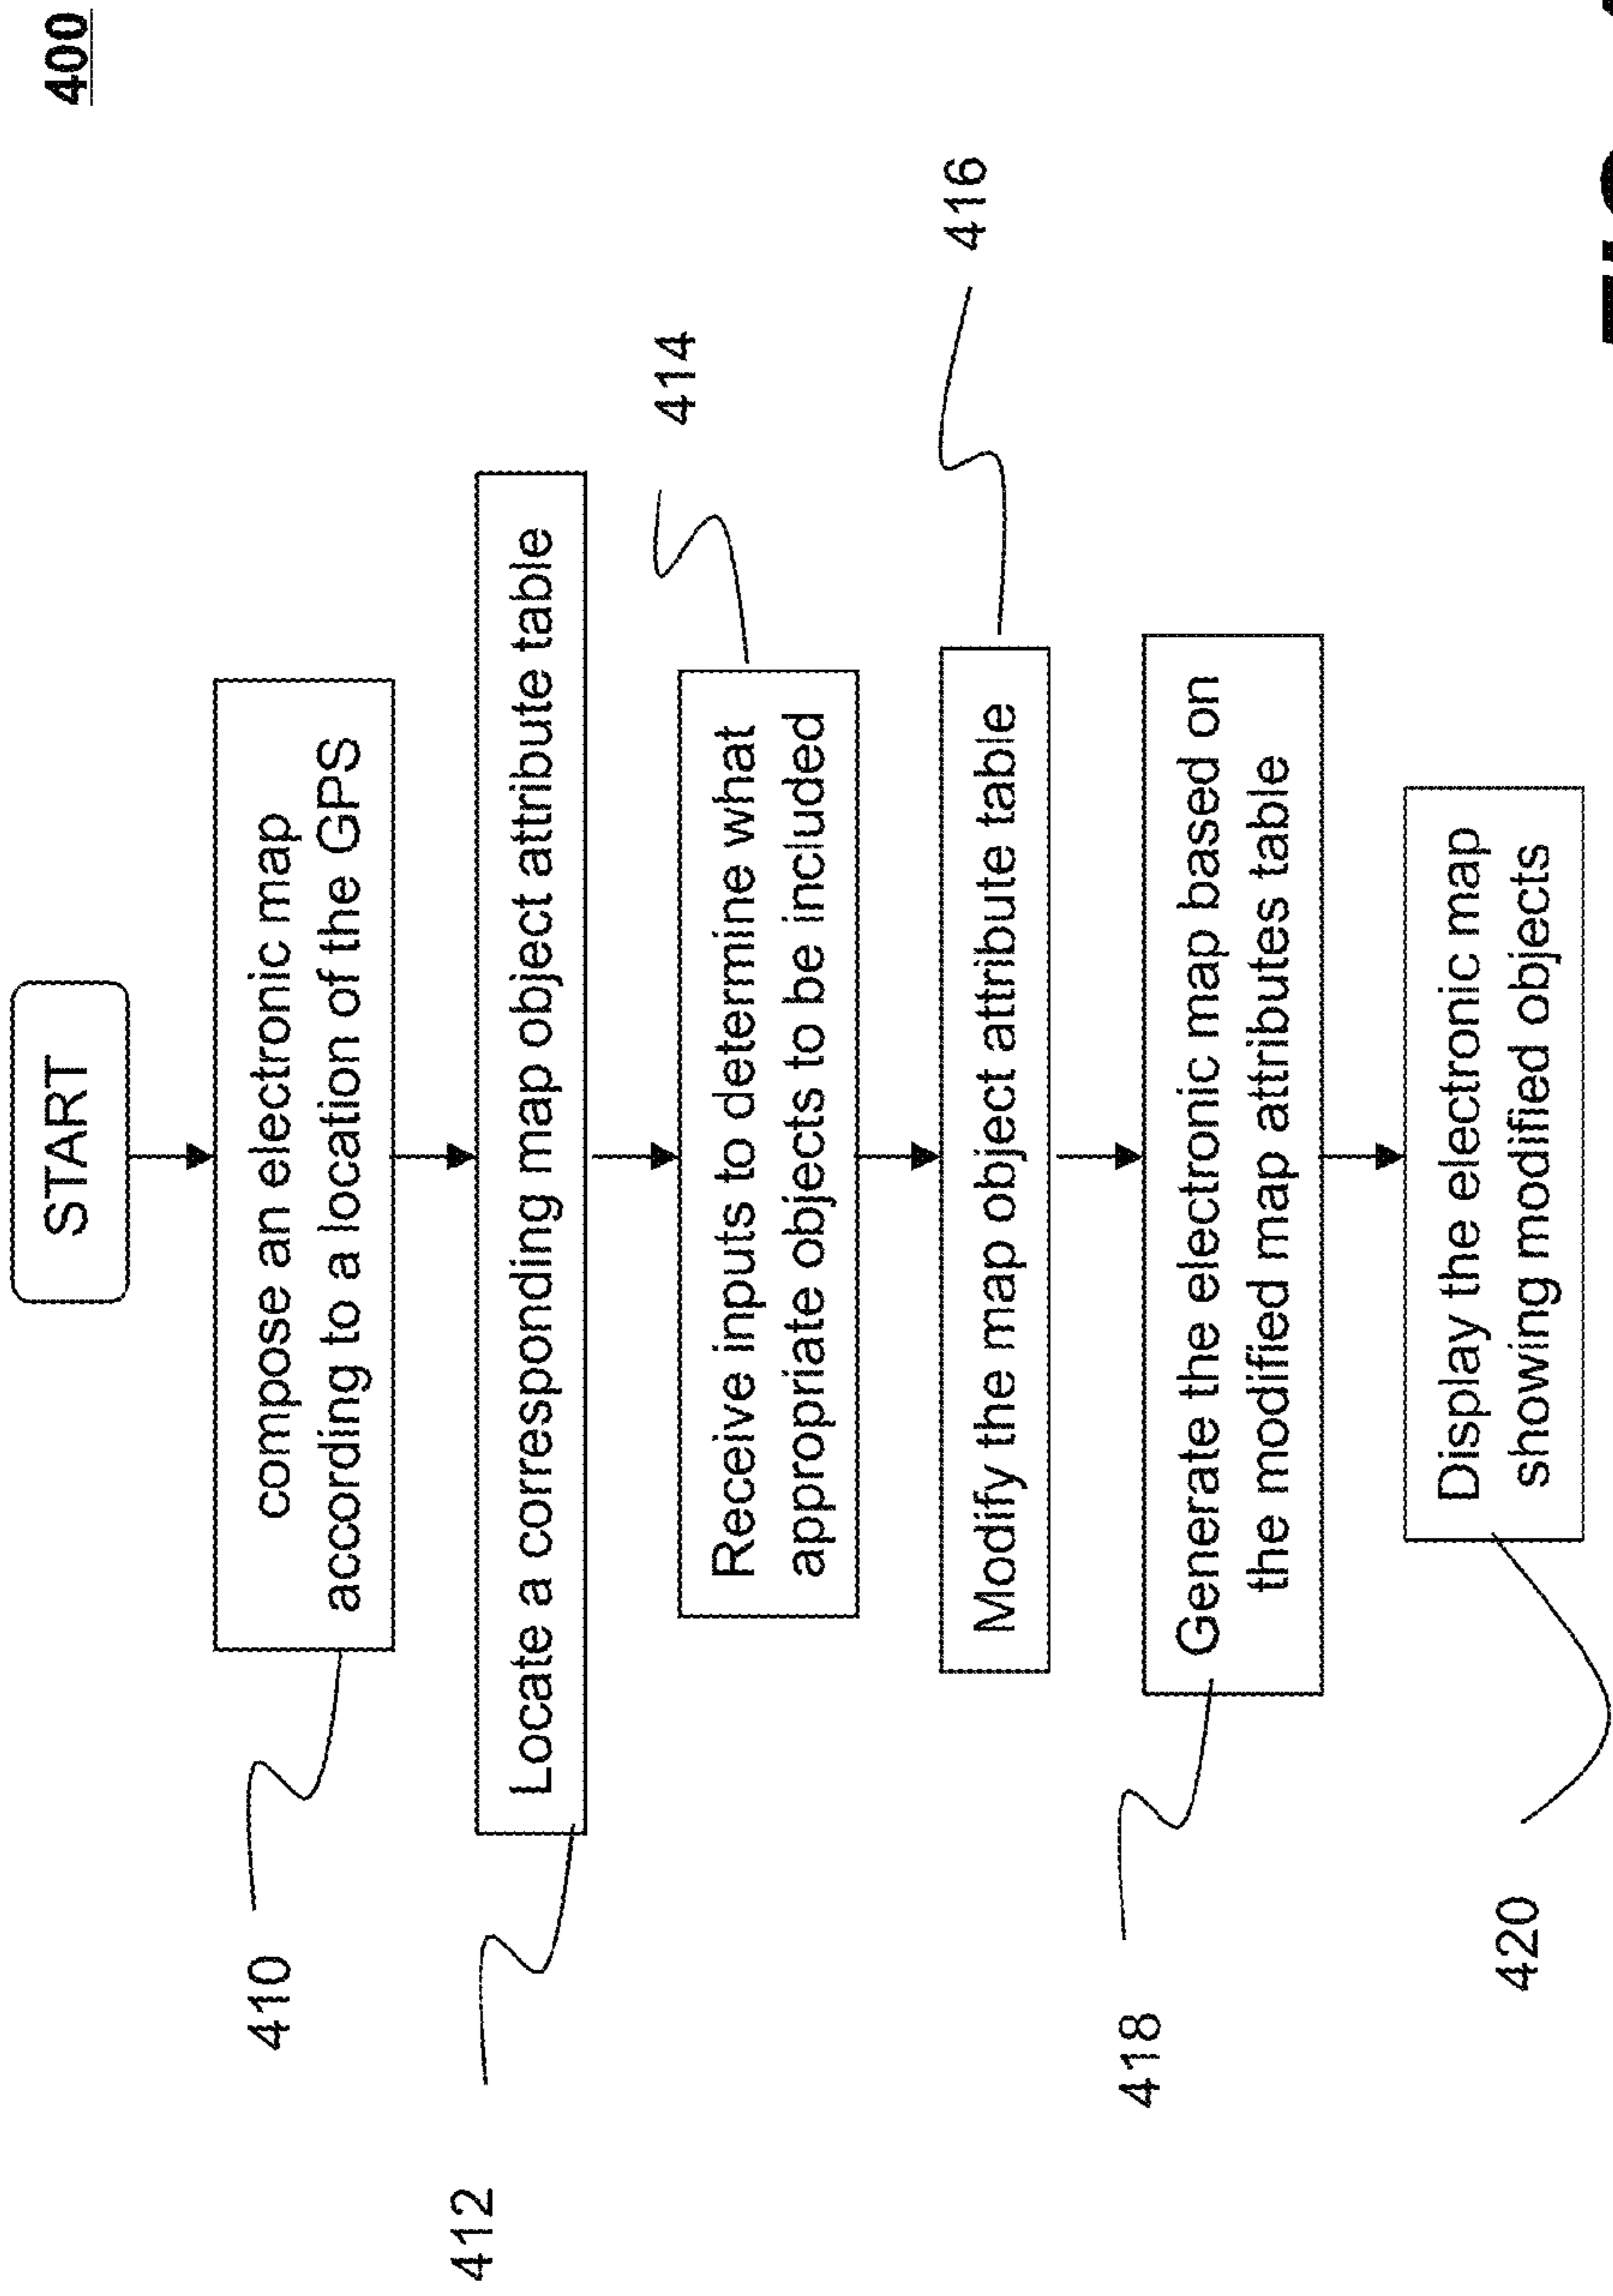 400
START
410
compose an electronic map
according to a location of the GPS
412
Locate a corresponding map object attribute table
414
Receive inputs to determine what
appropriate objects to be included
416
Modify the map object attribute table
418
Generate the electronic map based on
the modified map attributes table
420
Display the electronic map
showing modified objects